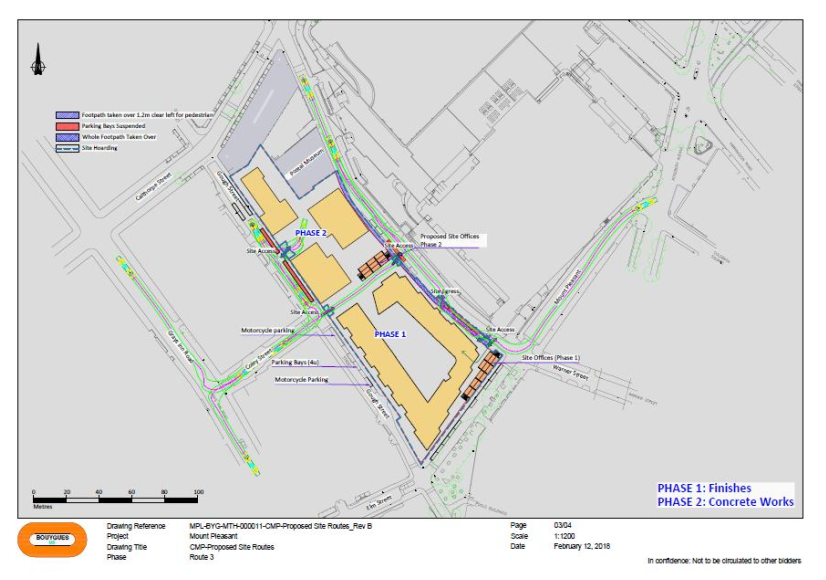 Footpath taken over 1.2m clear left for pedestrian
Parking Bays Suspended
Whole Footpath Taken Over
Site Hoarding
Postal Museum
Calthorpe Street
Gough Street
PHASE 2
Proposed Site Offices
Phase 2
Site Access
Site Access
Site Egress
Mount Pleasant
Site Access
Site Access
Motorcycle parking
PHASE 1
Grays Inn Road
Site Offices (Phase 1)
Coley Street
Parking Bays (4u)
Warner Street
Motorcycle Parking
Gough Street
Elm Street
0 20 40 60 80 100
Metres
PHASE 1: Finishes
PHASE 2: Concrete Works
BOUYGUES
Drawing Reference MPL-BYG-MTH-000011-CMP-Proposed Site Routes_Rev B
Project Mount Pleasant
Drawing Title CMP-Proposed Site Routes
Phase Route 3
Page 03/04
Scale 1:1200
Date February 12, 2018
In confidence: Not to be circulated to other bidders